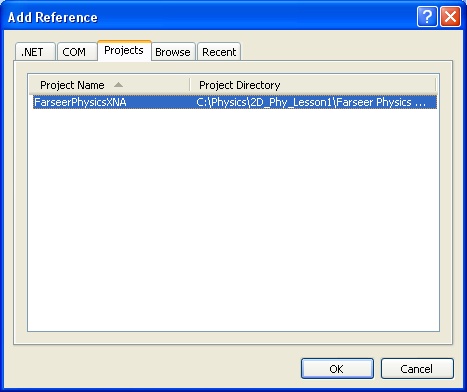 Add Reference
.NET COM Projects Browse Recent
Project Name Project Directory
FarseerPhysicsXNA C:\Physics\2D_Phy_Lesson1\Farseer Physics ...
OK Cancel